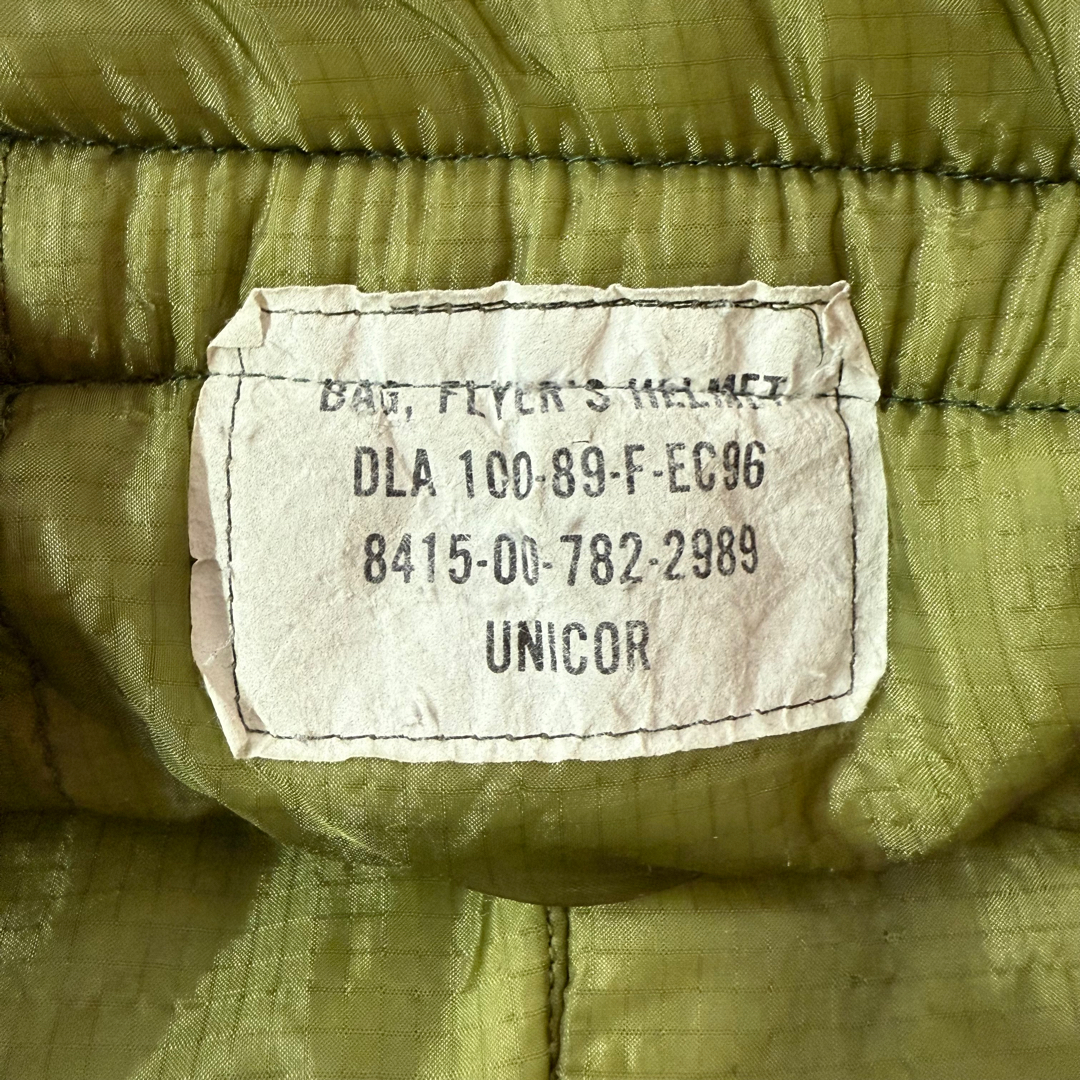 BAG, FLYER'S HELMET
DLA 100-89-F-EC96
8415-00-782-2989
UNICOR